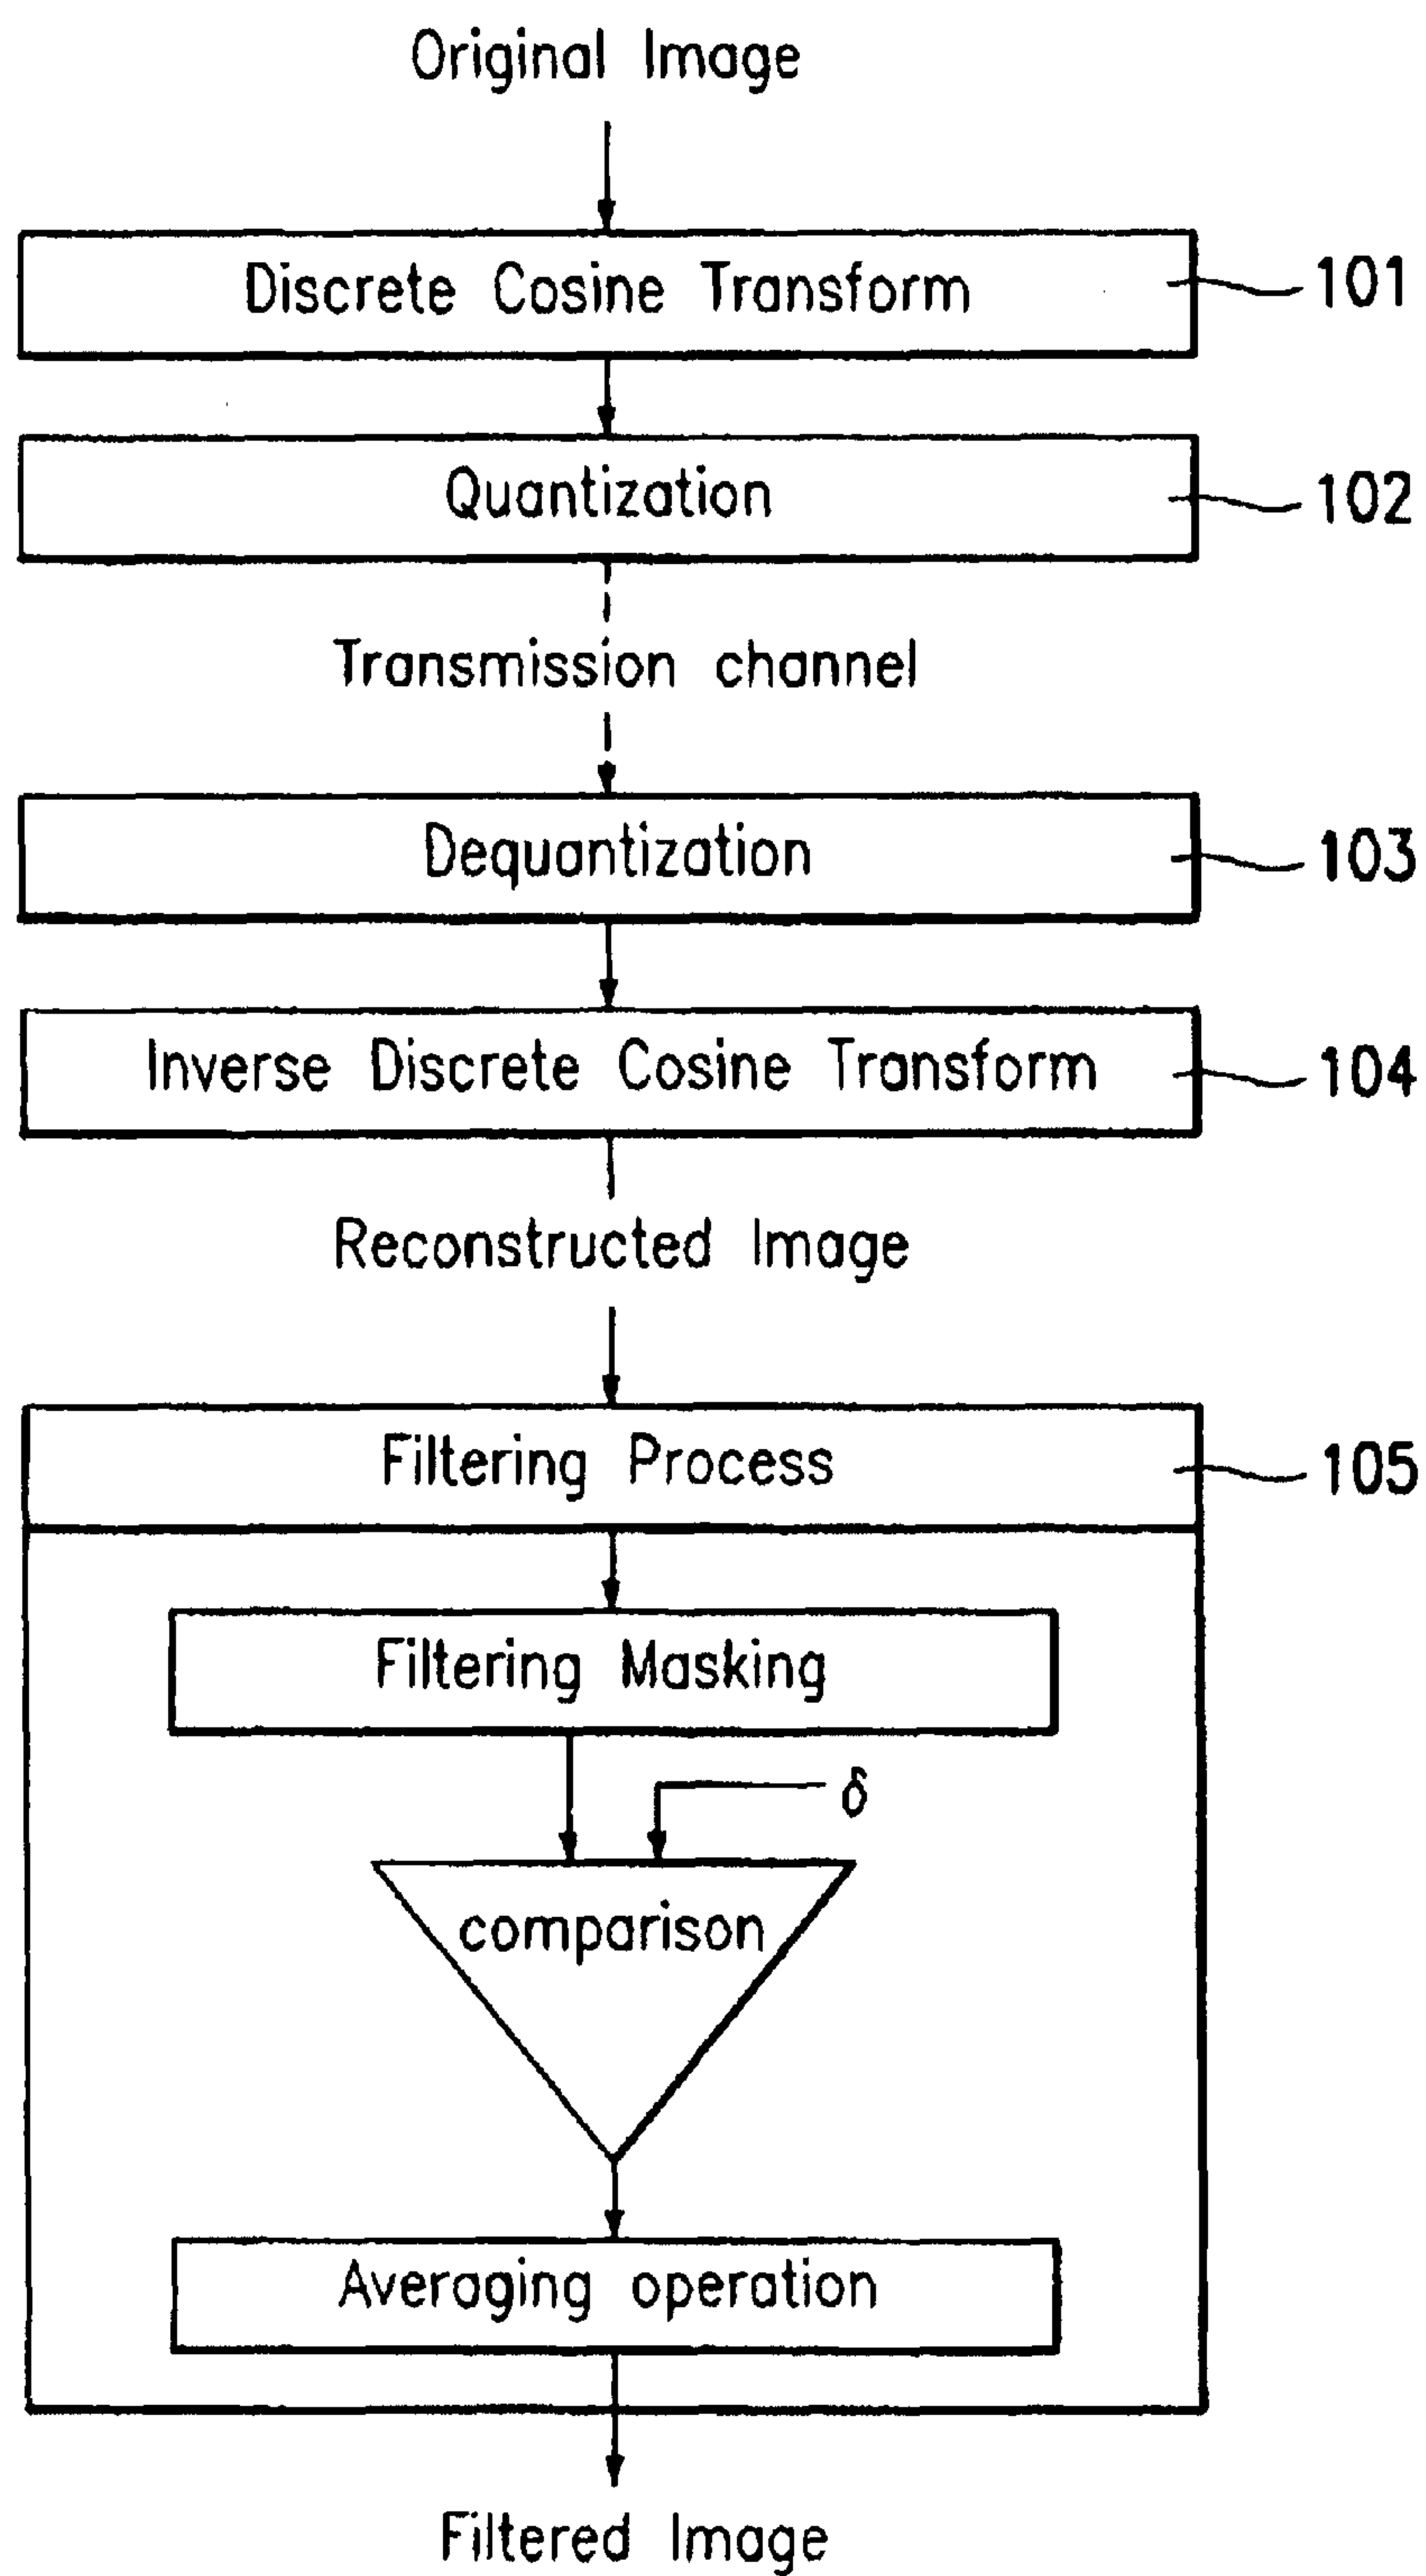 Original Image
Discrete Cosine Transform
101
Quantization
102
Transmission channel
Dequantization
103
Inverse Discrete Cosine Transform
104
Reconstructed Image
Filtering Process
105
Filtering Masking
δ
comparison
Averaging operation
Filtered Image